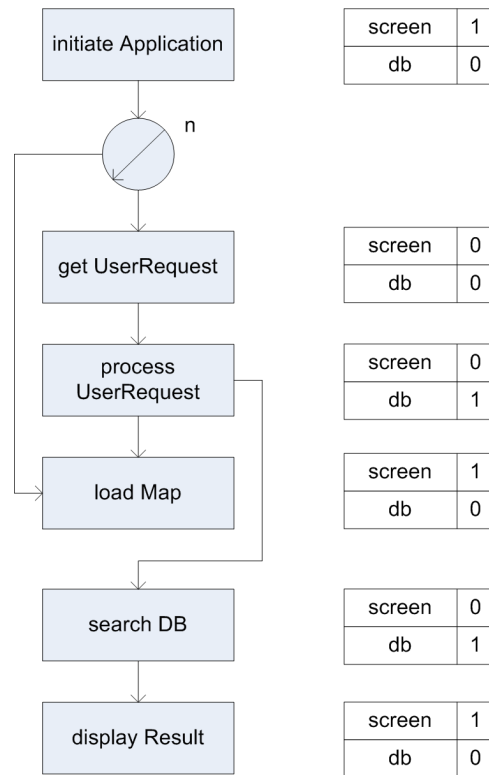 initiate Application
screen 1
db 0
n
get UserRequest
screen 0
db 0
process
UserRequest
screen 0
db 1
load Map
screen 1
db 0
search DB
screen 0
db 1
display Result
screen 1
db 0